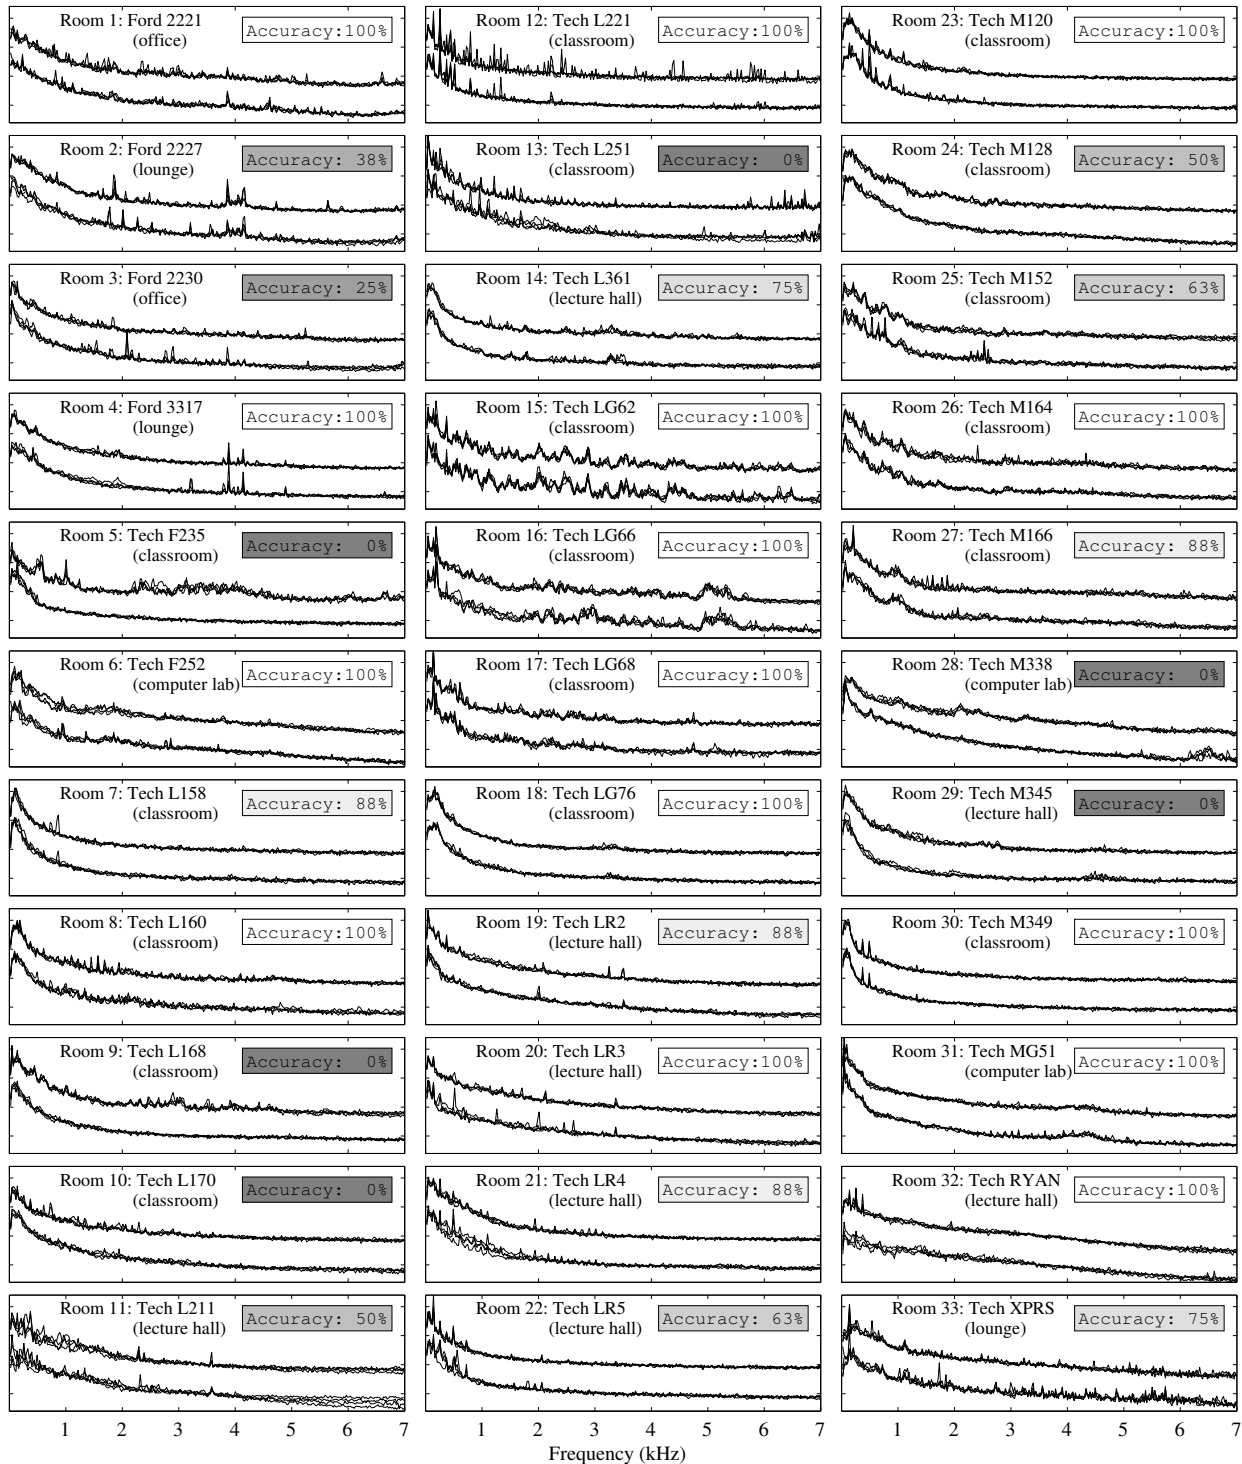 Room 1: Ford 2221
(office)
Accuracy:100%
Room 2: Ford 2227
(lounge)
Accuracy: 38%
Room 3: Ford 2230
(office)
Accuracy: 25%
Room 4: Ford 3317
(lounge)
Accuracy:100%
Room 5: Tech F235
(classroom)
Accuracy: 0%
Room 6: Tech F252
(computer lab)
Accuracy:100%
Room 7: Tech L158
(classroom)
Accuracy: 88%
Room 8: Tech L160
(classroom)
Accuracy:100%
Room 9: Tech L168
(classroom)
Accuracy: 0%
Room 10: Tech L170
(classroom)
Accuracy: 0%
Room 11: Tech L211
(lecture hall)
Accuracy: 50%
1 2 3 4 5 6 7
Room 12: Tech L221
(classroom)
Accuracy:100%
Room 13: Tech L251
(classroom)
Accuracy: 0%
Room 14: Tech L361
(lecture hall)
Accuracy: 75%
Room 15: Tech LG62
(classroom)
Accuracy:100%
Room 16: Tech LG66
(classroom)
Accuracy:100%
Room 17: Tech LG68
(classroom)
Accuracy:100%
Room 18: Tech LG76
(classroom)
Accuracy:100%
Room 19: Tech LR2
(lecture hall)
Accuracy: 88%
Room 20: Tech LR3
(lecture hall)
Accuracy:100%
Room 21: Tech LR4
(lecture hall)
Accuracy: 88%
Room 22: Tech LR5
(lecture hall)
Accuracy: 63%
1 2 3 4 5 6 7
Frequency (kHz)
Room 23: Tech M120
(classroom)
Accuracy:100%
Room 24: Tech M128
(classroom)
Accuracy: 50%
Room 25: Tech M152
(classroom)
Accuracy: 63%
Room 26: Tech M164
(classroom)
Accuracy:100%
Room 27: Tech M166
(classroom)
Accuracy: 88%
Room 28: Tech M338
(computer lab)
Accuracy: 0%
Room 29: Tech M345
(lecture hall)
Accuracy: 0%
Room 30: Tech M349
(classroom)
Accuracy:100%
Room 31: Tech MG51
(computer lab)
Accuracy:100%
Room 32: Tech RYAN
(lecture hall)
Accuracy:100%
Room 33: Tech XPRS
(lounge)
Accuracy: 75%
1 2 3 4 5 6 7